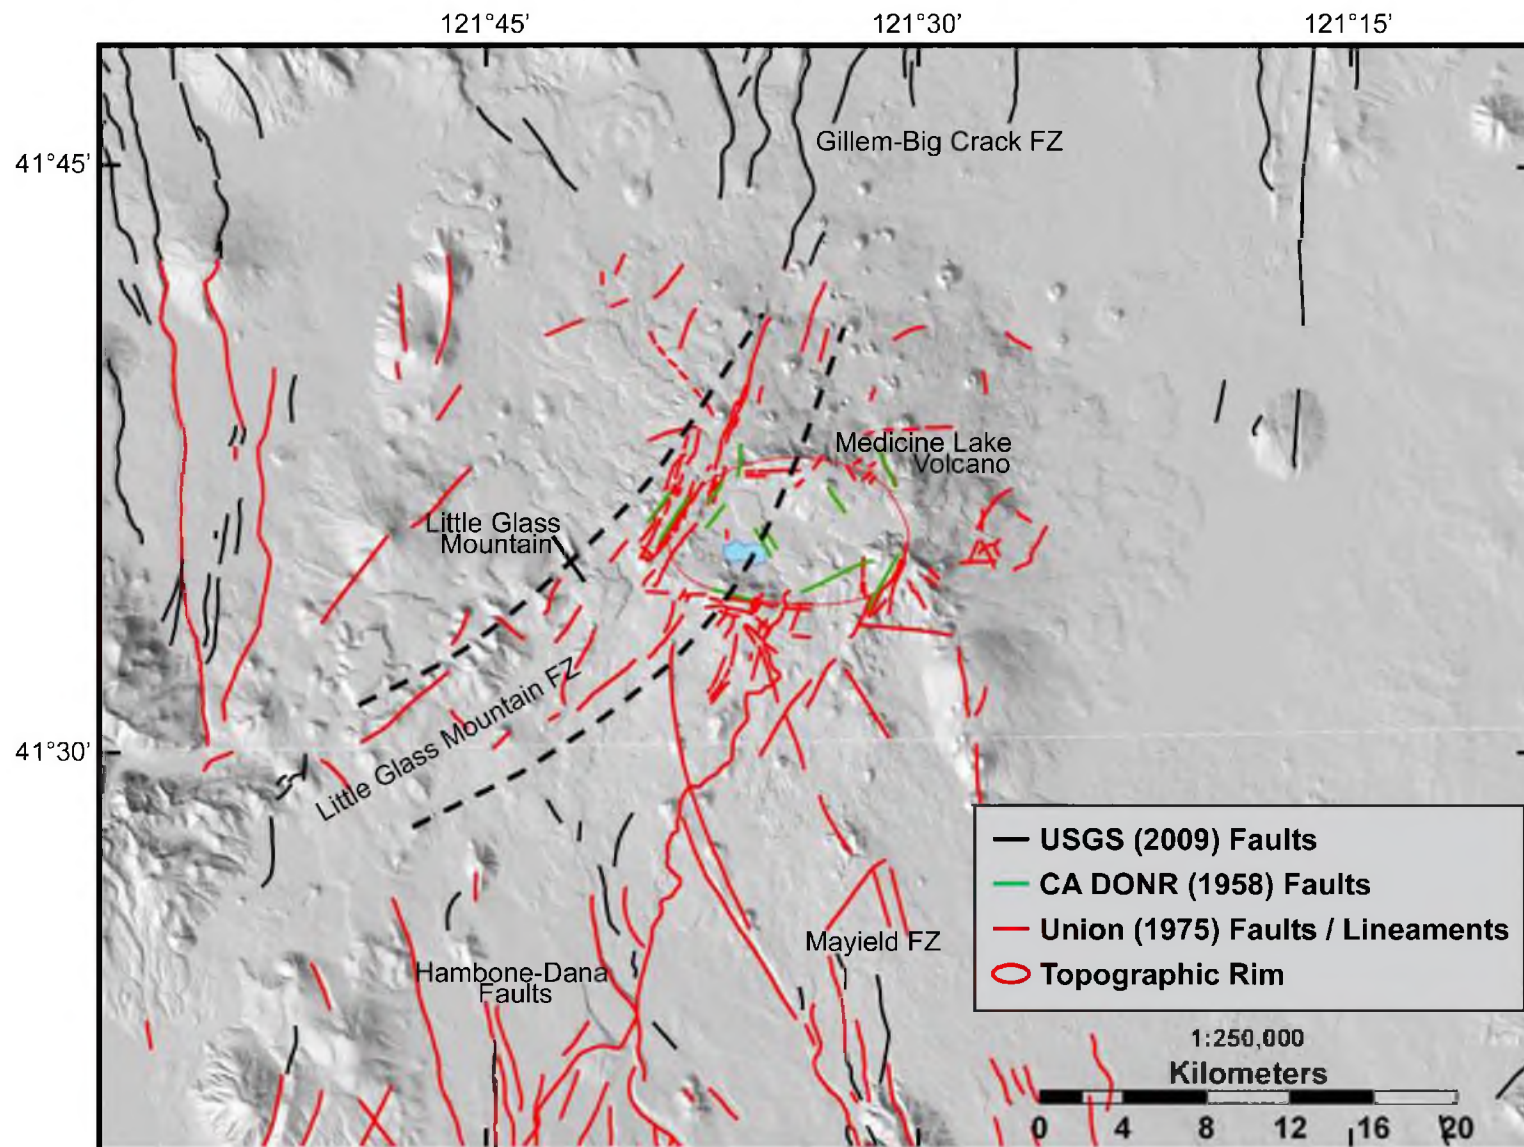 121°45'
121°30'
121°15'
Gillem-Big Crack FZ
41°45'
Medicine Lake
Volcano
Little Glass
Mountain
Little Glass Mountain FZ
41°30'
USGS (2009) Faults
CA DONR (1958) Faults
Union (1975) Faults / Lineaments
Topographic Rim
Mayield FZ
Hambone-Dana
Faults
1:250,000
Kilometers
0 4 8 12 16 20